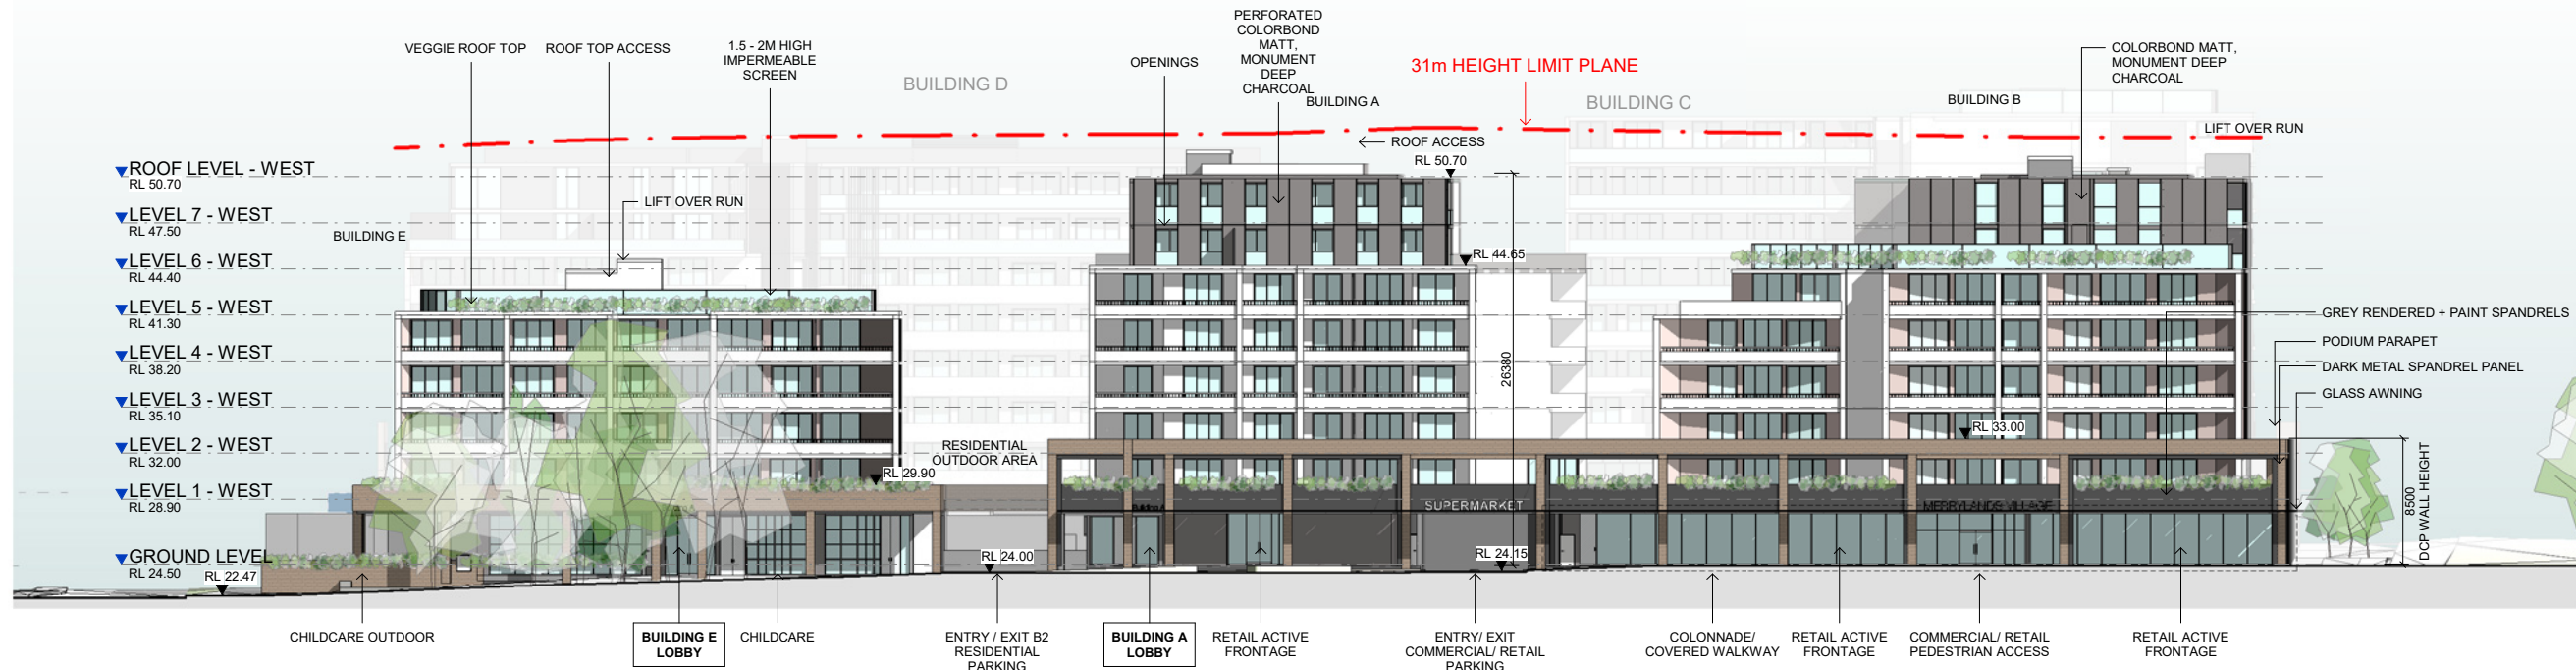 PERFORATED
COLORBOND
MATT,
MONUMENT
DEEP
CHARCOAL
VEGGIE ROOF TOP
ROOF TOP ACCESS
1.5 - 2M HIGH
IMPERMEABLE
SCREEN
BUILDING D
OPENINGS
31m HEIGHT LIMIT PLANE
BUILDING A
BUILDING C
BUILDING B
COLORBOND MATT,
MONUMENT DEEP
CHARCOAL
LIFT OVER RUN
ROOF ACCESS
RL 50.70
ROOF LEVEL - WEST
RL 50.70
LEVEL 7 - WEST
RL 47.50
LIFT OVER RUN
BUILDING E
LEVEL 6 - WEST
RL 44.40
RL 44.65
LEVEL 5 - WEST
RL 41.30
LEVEL 4 - WEST
RL 38.20
LEVEL 3 - WEST
RL 35.10
LEVEL 2 - WEST
RL 32.00
LEVEL 1 - WEST
RL 28.90
GROUND LEVEL
RL 24.50
RL 22.47
26380
GREY RENDERED + PAINT SPANDRELS
PODIUM PARAPET
DARK METAL SPANDREL PANEL
GLASS AWNING
RL 33.00
RESIDENTIAL
OUTDOOR AREA
RL 29.90
SUPERMARKET
MERRYLANDS VILLAGE
Building A
8500
DCP WALL HEIGHT
RL 24.00
RL 24.15
CHILDCARE OUTDOOR
BUILDING E
LOBBY
CHILDCARE
ENTRY / EXIT B2
RESIDENTIAL
PARKING
BUILDING A
LOBBY
RETAIL ACTIVE
FRONTAGE
ENTRY/ EXIT
COMMERCIAL/ RETAIL
PARKING
COLONNADE/
COVERED WALKWAY
RETAIL ACTIVE
FRONTAGE
COMMERCIAL/ RETAIL
PEDESTRIAN ACCESS
RETAIL ACTIVE
FRONTAGE